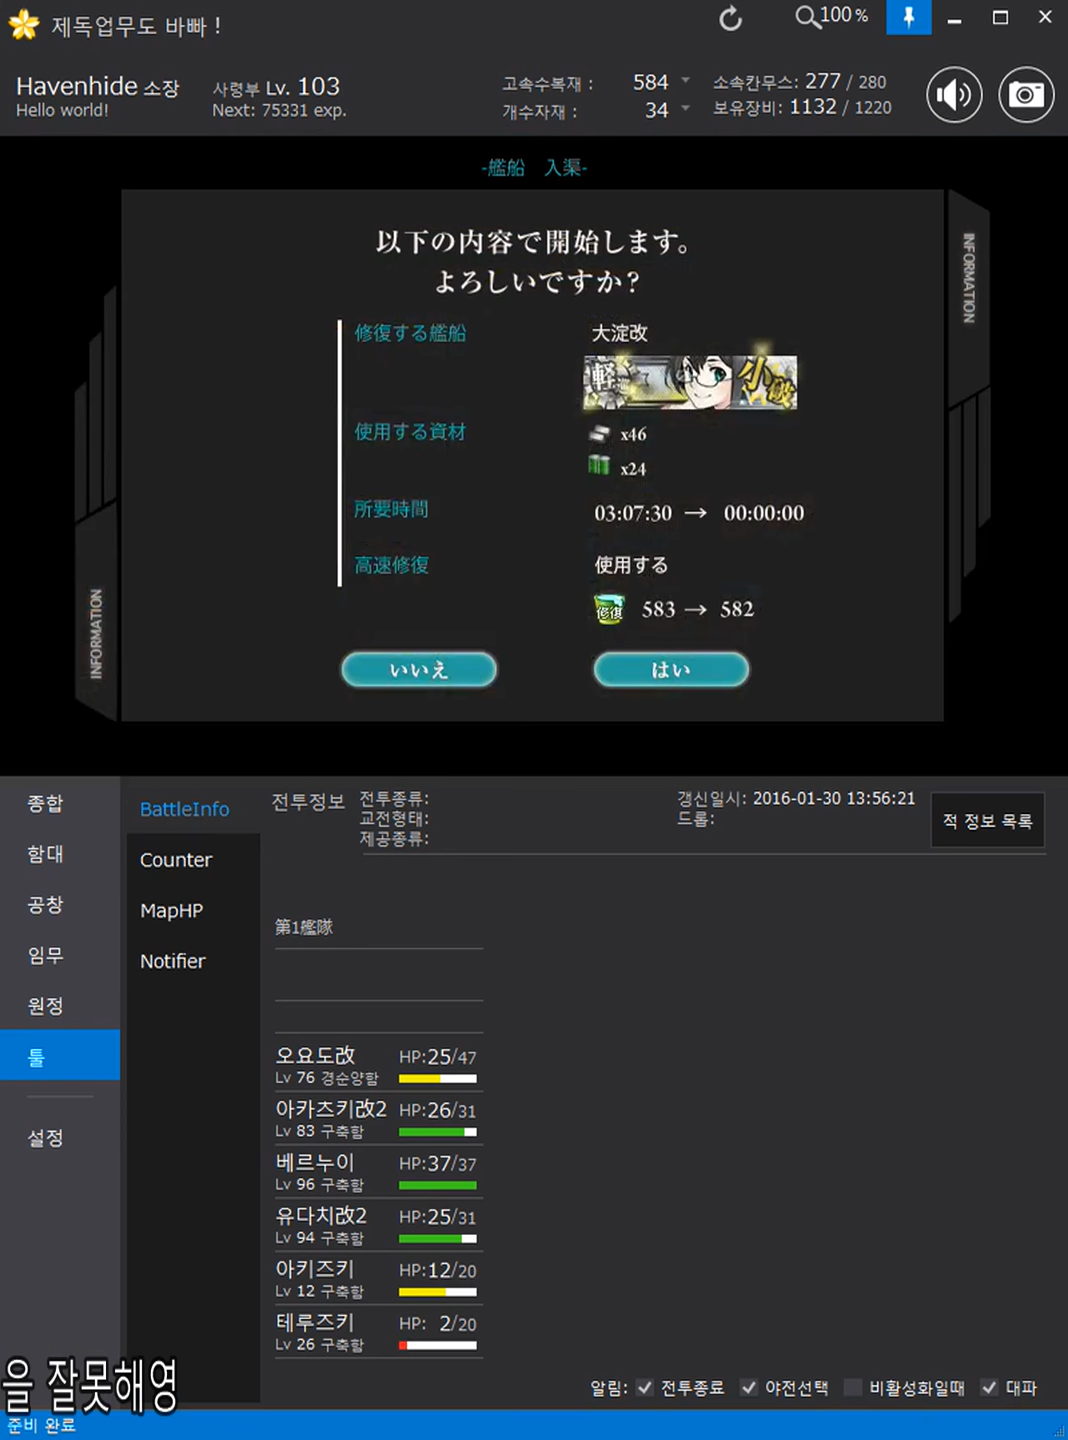 제독업무도 바빠 !
100 %
Havenhide 소장
Hello world!
사령부 Lv. 103
Next: 75331 exp.
고속수복재 : 584
개수자재 : 34
소속칸무스: 277 / 280
보유장비: 1132 / 1220
-艦船 入渠-
以下の内容で開始します。
よろしいですか?
INFORMATION
修復する艦船
大淀改
軽巡
小破
使用する資材
x46
x24
所要時間
03:07:30 → 00:00:00
高速修復
使用する
修復 583 → 582
INFORMATION
いいえ
はい
종합
함대
공창
임무
원정
툴
설정
BattleInfo
Counter
MapHP
Notifier
전투정보
전투종류:
교전형태:
제공종류:
갱신일시: 2016-01-30 13:56:21
드롭:
적 정보 목록
第1艦隊
오요도改 HP:25/47
Lv 76 경순양함
아카츠키改2 HP:26/31
Lv 83 구축함
베르누이 HP:37/37
Lv 96 구축함
유다치改2 HP:25/31
Lv 94 구축함
아키즈키 HP:12/20
Lv 12 구축함
테루즈키 HP: 2/20
Lv 26 구축함
을 잘못해영
알림: 전투종료 야전선택 비활성화일때 대파
준비 완료